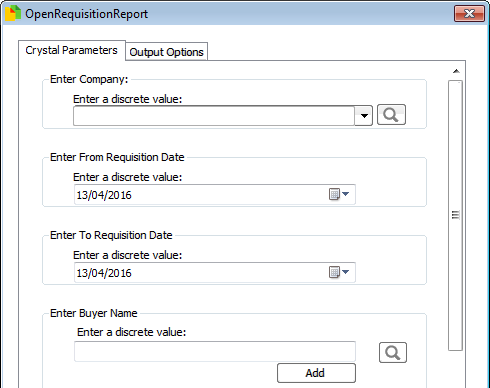 OpenRequisitionReport
Crystal Parameters
Output Options
Enter Company:
Enter a discrete value:
Enter From Requisition Date
Enter a discrete value:
13/04/2016
Enter To Requisition Date
Enter a discrete value:
13/04/2016
Enter Buyer Name
Enter a discrete value:
Add